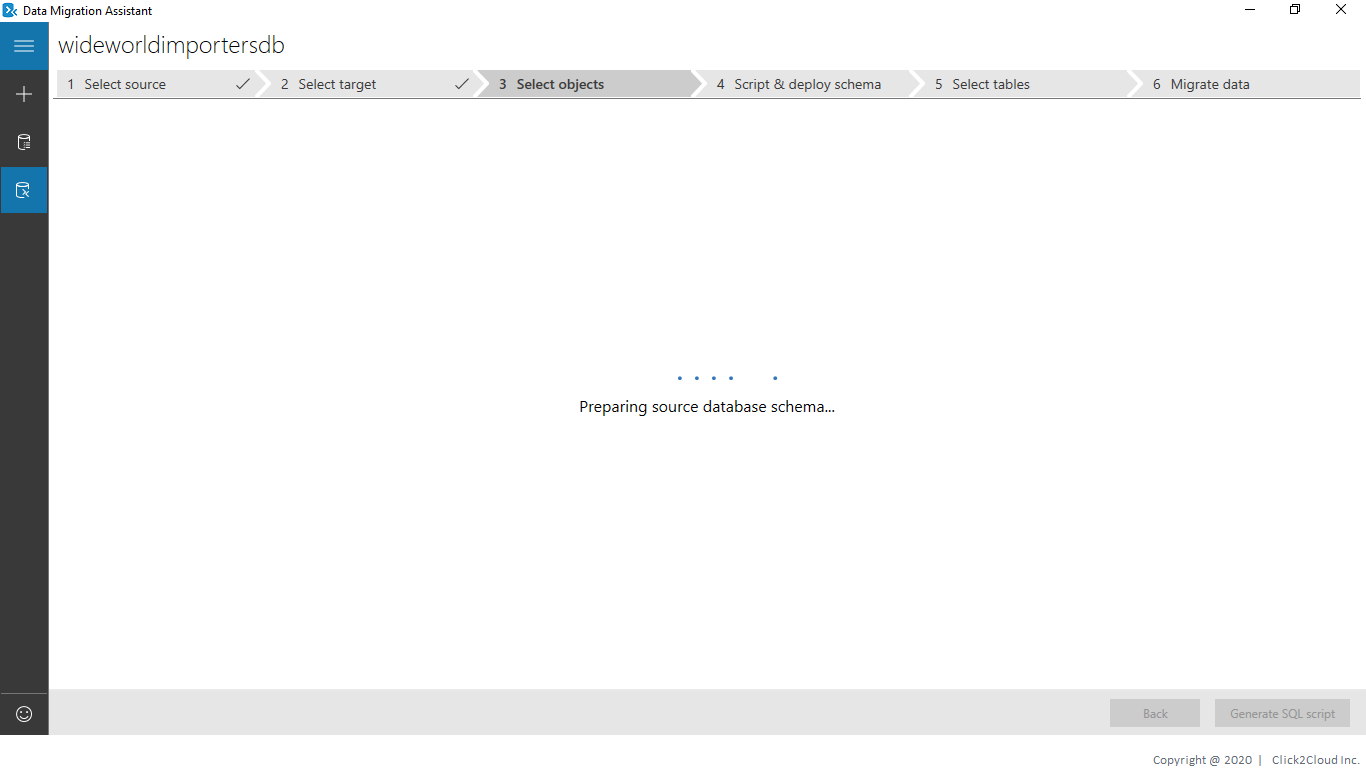 Data Migration Assistant
wideworldimportersdb
1 Select source 2 Select target 3 Select objects 4 Script & deploy schema 5 Select tables 6 Migrate data
Preparing source database schema...
Back Generate SQL script
Copyright @ 2020 | Click2Cloud Inc.